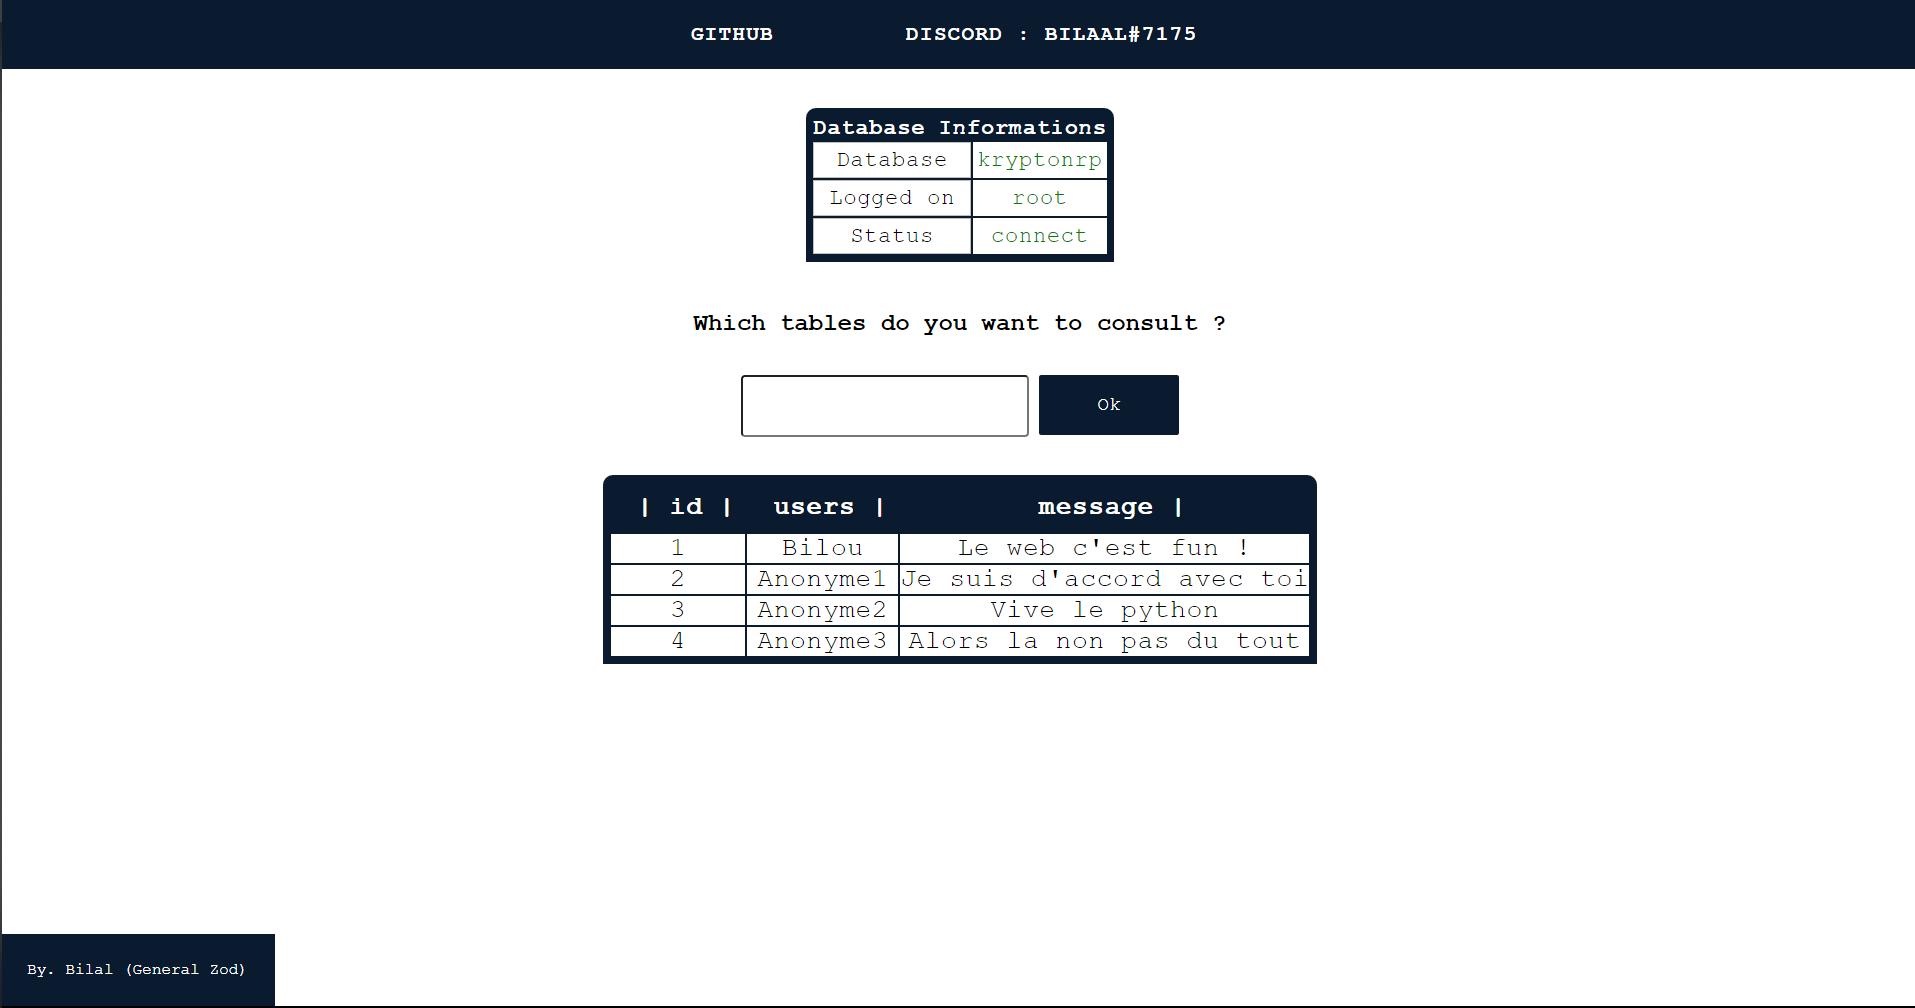 GITHUB DISCORD : BILAAL#7175
Database Informations
Database kryptonrp
Logged on root
Status connect
Which tables do you want to consult ?
Ok
| id | users | message |
1 Bilou Le web c'est fun !
2 Anonyme1 Je suis d'accord avec toi
3 Anonyme2 Vive le python
4 Anonyme3 Alors la non pas du tout
By. Bilal (General Zod)